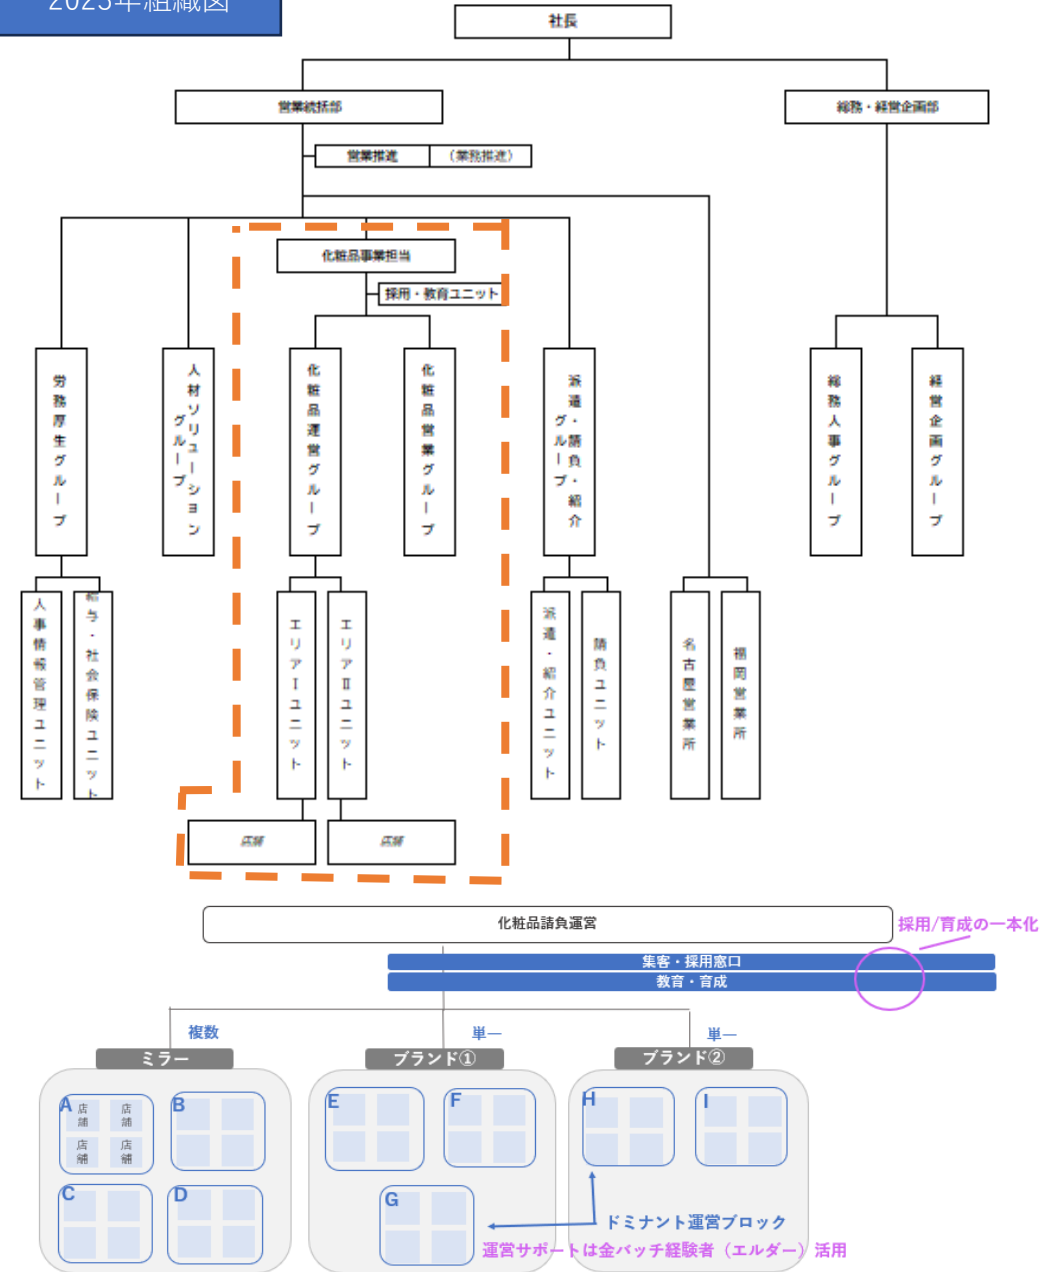 2025年組織図
社長
営業統括部
総務・経営企画部
営業推進
（業務推進）
化粧品事業担当
採用・教育ユニット
労務厚生グループ
人材ソリューション
グループ
化粧品運営グループ
化粧品営業グループ
派遣・請負・紹介
グループ
総務人事グループ
経営企画グループ
人事情報管理ユニット
給与・社会保険ユニット
エリアⅠユニット
エリアⅡユニット
派遣・紹介ユニット
請負ユニット
名古屋営業所
福岡営業所
店舗
店舗
化粧品請負運営
採用/育成の一本化
集客・採用窓口
教育・育成
複数
単一
単一
ミラー
ブランド①
ブランド②
A
店舗
店舗
店舗
店舗
B
E
F
H
I
C
D
G
ドミナント運営ブロック
運営サポートは金バッチ経験者（エルダー）活用